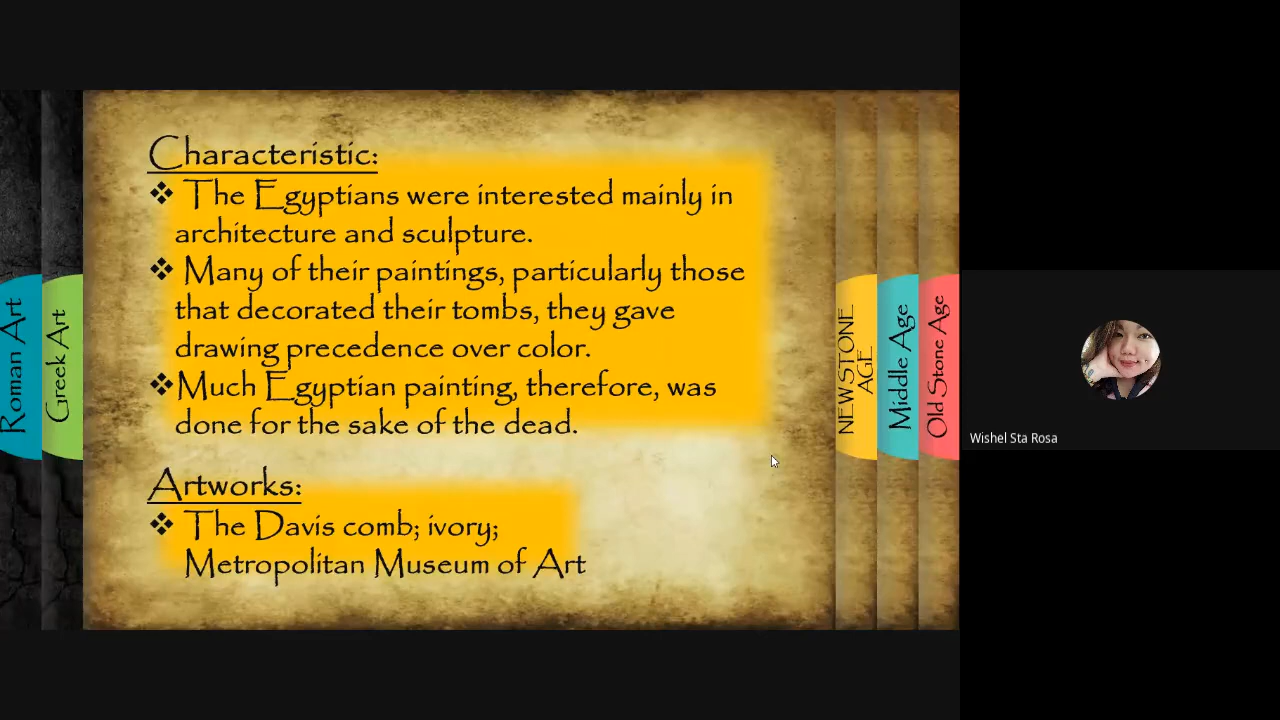 Characteristic:
❖ The Egyptians were interested mainly in
architecture and sculpture.
❖ Many of their paintings, particularly those
that decorated their tombs, they gave
drawing precedence over color.
❖Much Egyptian painting, therefore, was
done for the sake of the dead.
Artworks:
❖ The Davis comb; ivory;
Metropolitan Museum of Art
Roman Art
Greek Art
NEW STONE
AGE
Middle Age
Old Stone Age
Wishel Sta Rosa